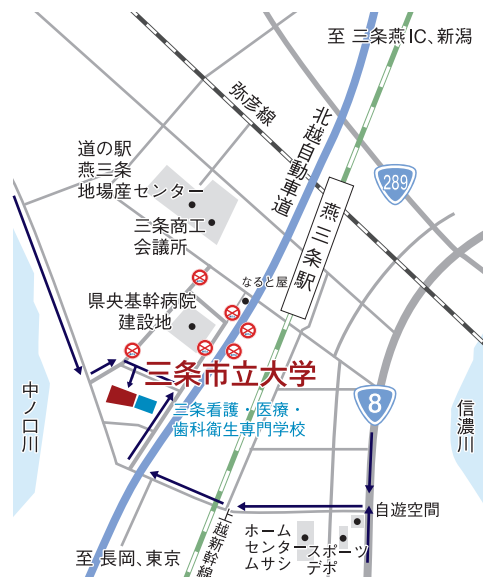 至 三条燕IC、新潟
弥彦線
北越自動車道
289
道の駅
燕三条
地場産センター
三条商工
会議所
燕三条駅
なると屋
県央基幹病院
建設地
三条市立大学
三条看護・医療・
歯科衛生専門学校
8
中ノ口川
信濃川
自遊空間
上越新幹線
ホーム
センター
ムサシ
スポーツ
デポ
至 長岡、東京